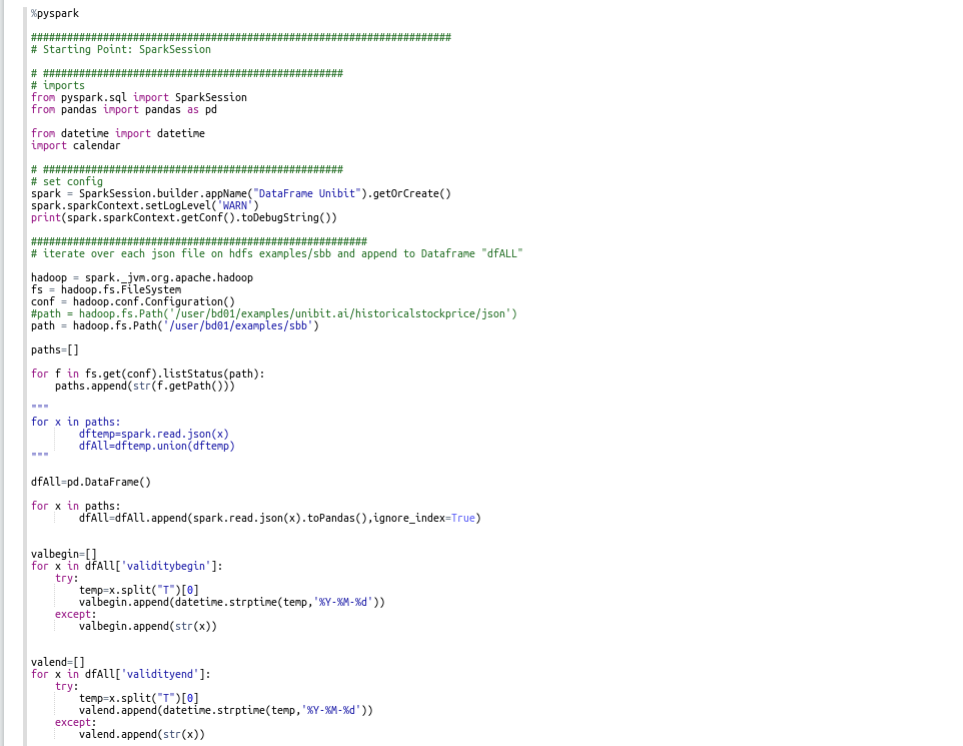 %pyspark
######################################################################
# Starting Point: SparkSession
# ##################################################
# imports
from pyspark.sql import SparkSession
from pandas import pandas as pd
from datetime import datetime
import calendar
# ##################################################
# set config
spark = SparkSession.builder.appName("DataFrame Unibit").getOrCreate()
spark.sparkContext.setLogLevel('WARN')
print(spark.sparkContext.getConf().toDebugString())
########################################################
# iterate over each json file on hdfs examples/sbb and append to Dataframe "dfALL"
hadoop = spark._jvm.org.apache.hadoop
fs = hadoop.fs.FileSystem
conf = hadoop.conf.Configuration()
#path = hadoop.fs.Path('/user/bd01/examples/unibit.ai/historicalstockprice/json')
path = hadoop.fs.Path('/user/bd01/examples/sbb')
paths=[]
for f in fs.get(conf).listStatus(path):
    paths.append(str(f.getPath()))
"""
for x in paths:
        dftemp=spark.read.json(x)
        dfAll=dftemp.union(dftemp)
"""
dfAll=pd.DataFrame()
for x in paths:
        dfAll=dfAll.append(spark.read.json(x).toPandas(),ignore_index=True)
valbegin=[]
for x in dfAll['validitybegin']:
    try:
        temp=x.split("T")[0]
        valbegin.append(datetime.strptime(temp,'%Y-%M-%d'))
    except:
        valbegin.append(str(x))
valend=[]
for x in dfAll['validityend']:
    try:
        temp=x.split("T")[0]
        valend.append(datetime.strptime(temp,'%Y-%M-%d'))
    except:
        valend.append(str(x))